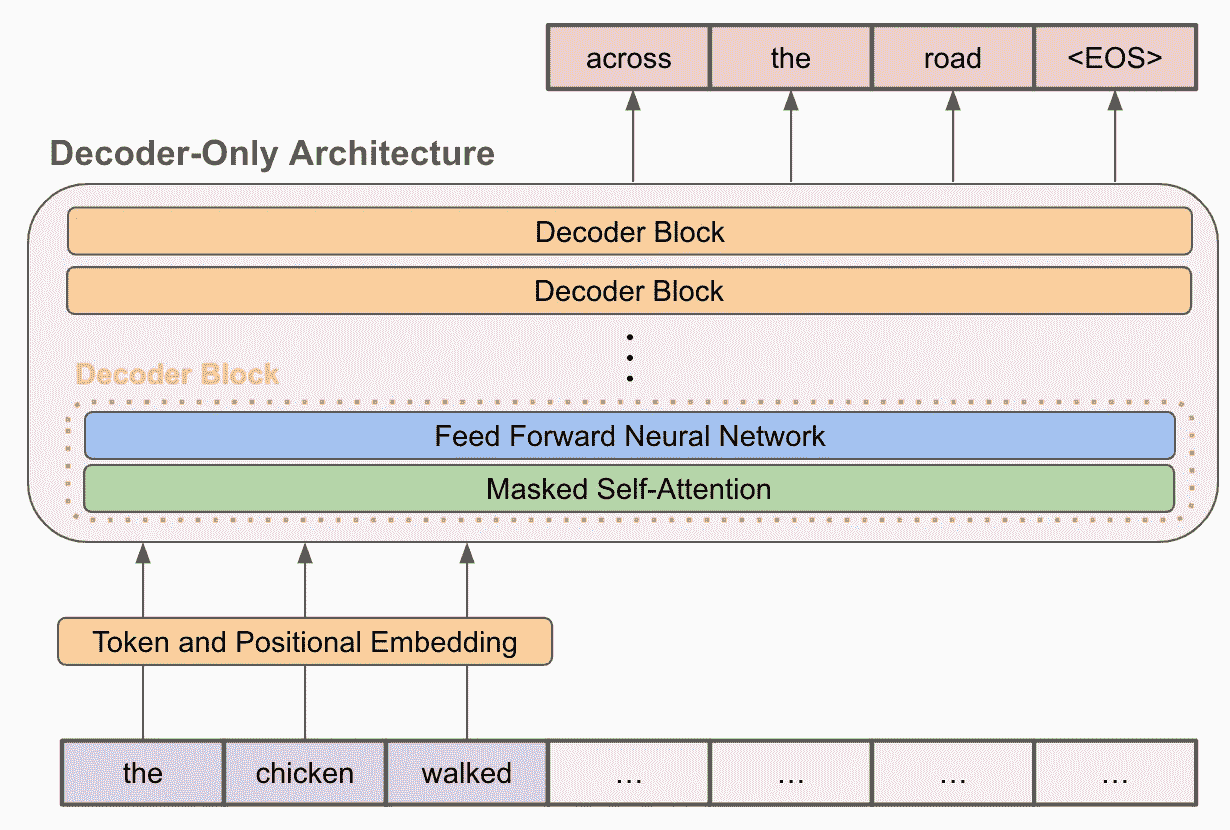 across the road <EOS>
Decoder-Only Architecture
Decoder Block
Decoder Block
Decoder Block
Feed Forward Neural Network
Masked Self-Attention
Token and Positional Embedding
the chicken walked ... ... ... ...